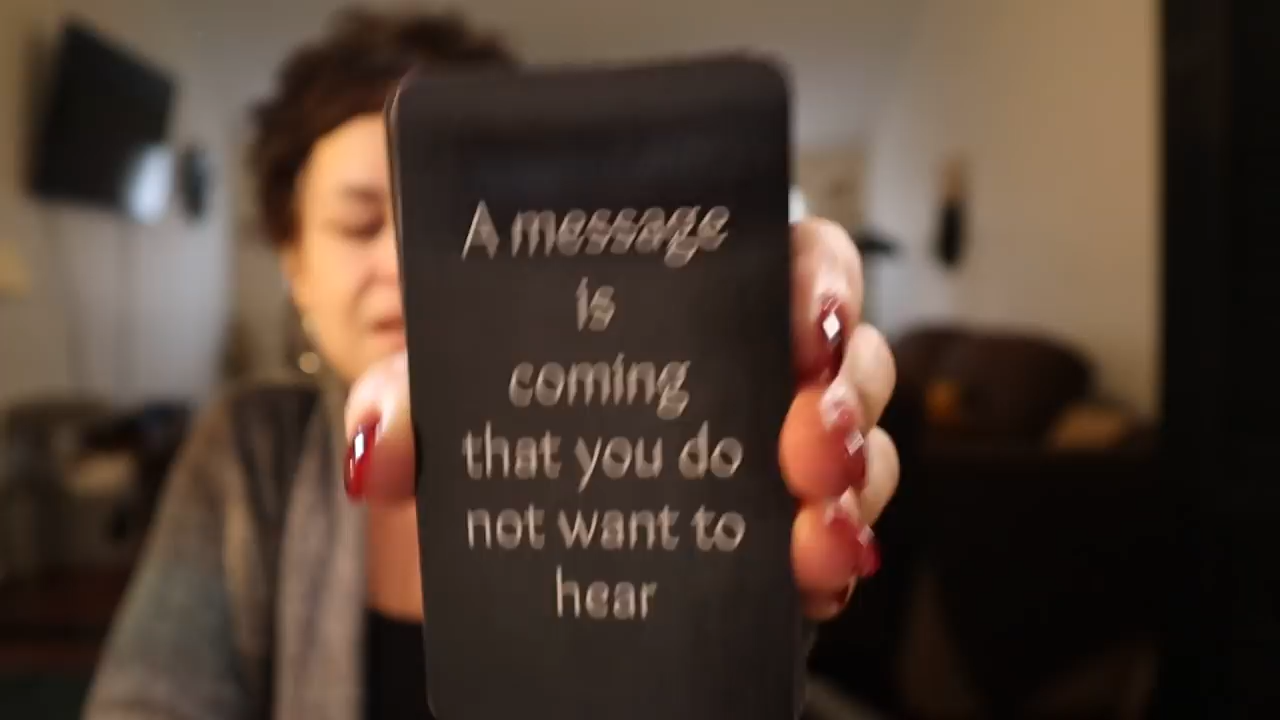 A message
is
coming
that you do
not want to
hear